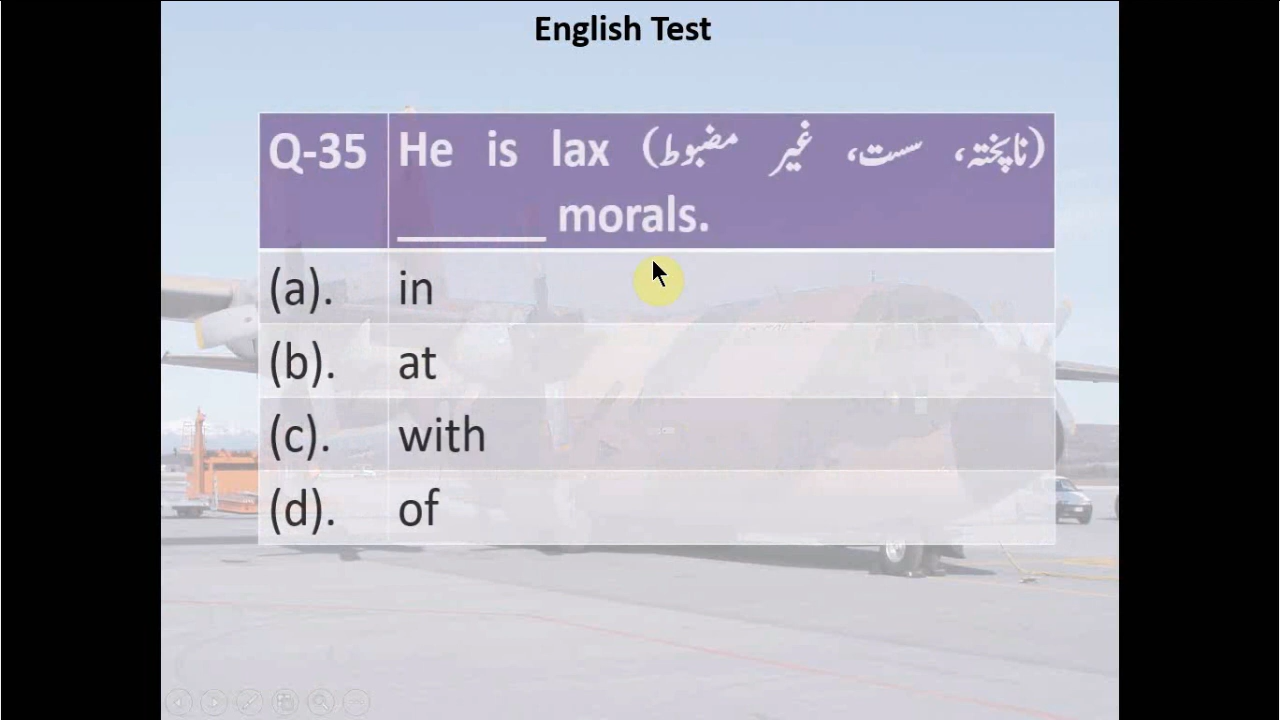 English Test
Q-35 He is lax (ناپختہ، سست، غیر مضبوط)
_______ morals.
(a). in
(b). at
(c). with
(d). of